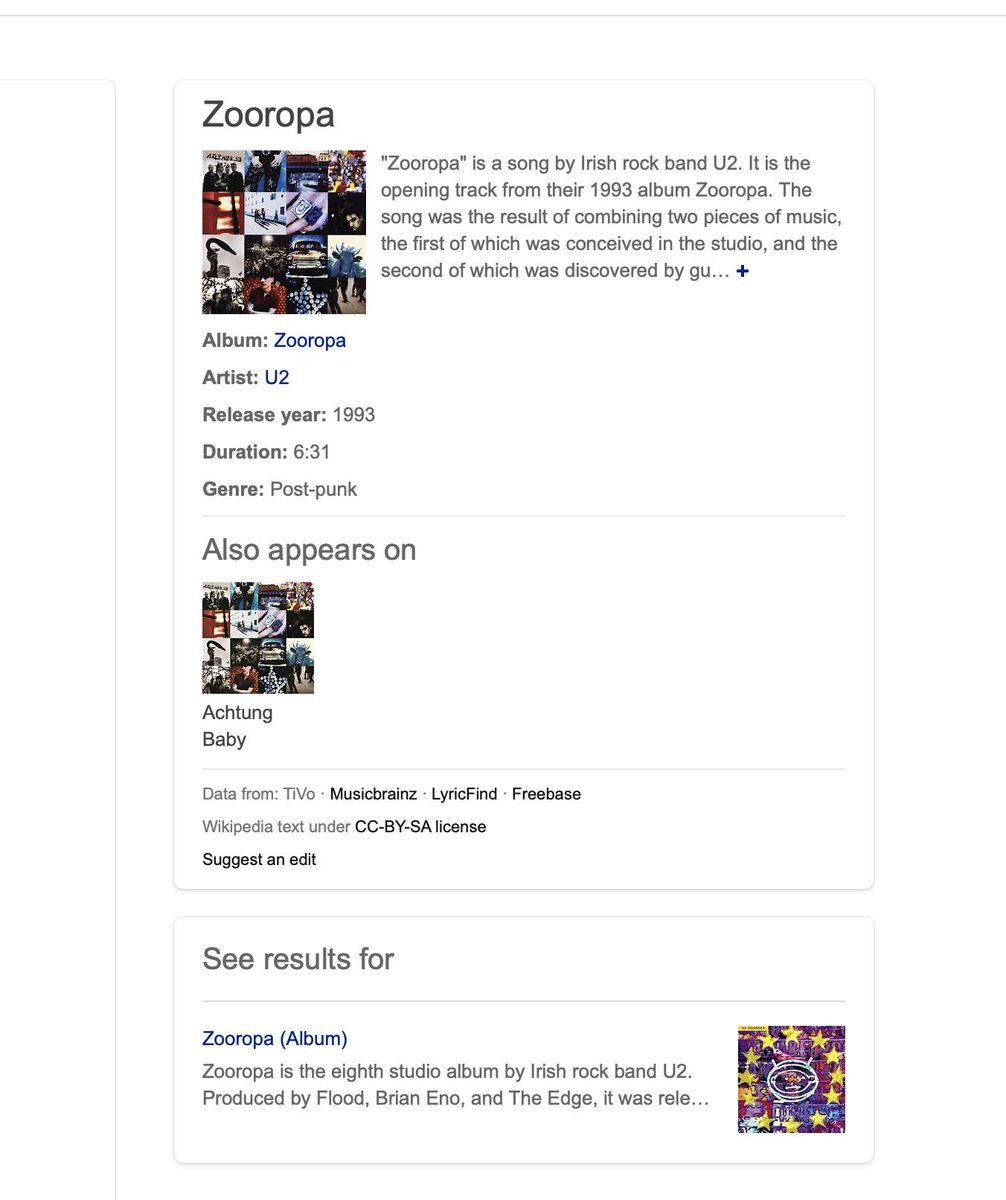 Zooropa
"Zooropa" is a song by Irish rock band U2. It is the
opening track from their 1993 album Zooropa. The
song was the result of combining two pieces of music,
the first of which was conceived in the studio, and the
second of which was discovered by gu… +
Album: Zooropa
Artist: U2
Release year: 1993
Duration: 6:31
Genre: Post-punk
Also appears on
Achtung
Baby
Data from: TiVo · Musicbrainz · LyricFind · Freebase
Wikipedia text under CC-BY-SA license
Suggest an edit
See results for
Zooropa (Album)
Zooropa is the eighth studio album by Irish rock band U2.
Produced by Flood, Brian Eno, and The Edge, it was rele…